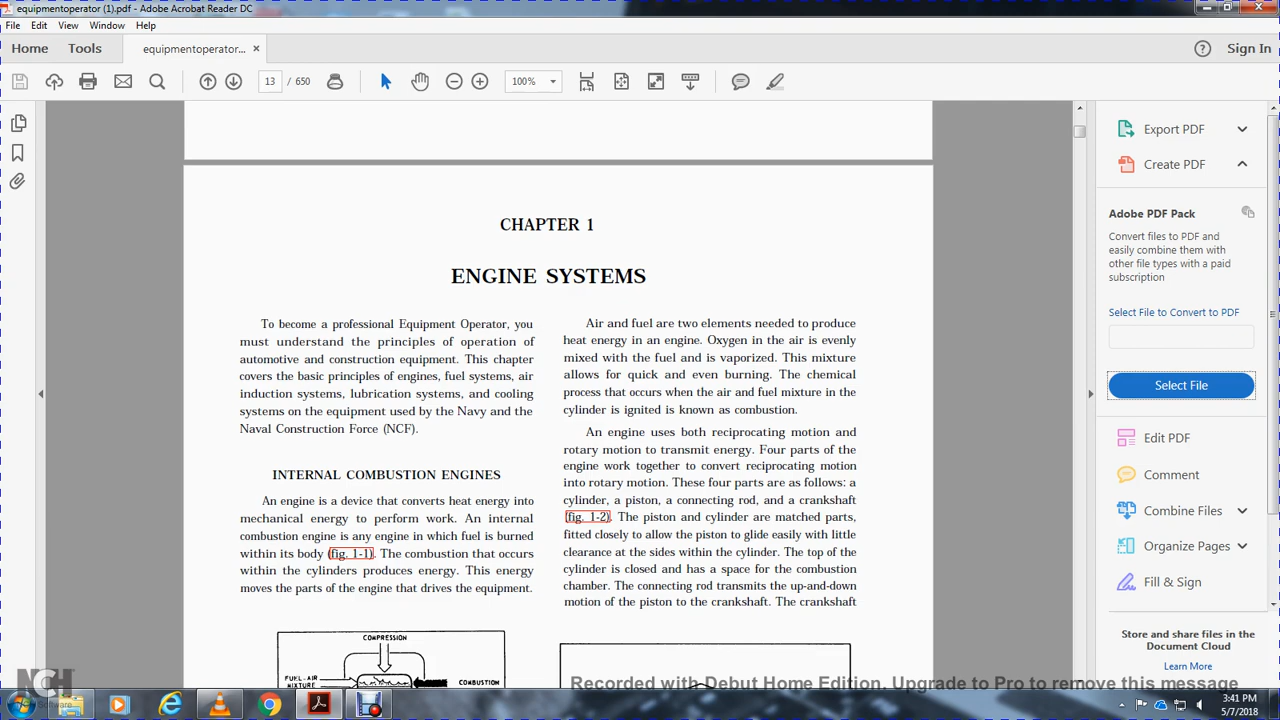 equipmentoperator (1).pdf - Adobe Acrobat Reader DC
File Edit View Window Help
Home Tools equipmentoperator... Sign In
13 / 650 100%
CHAPTER 1
ENGINE SYSTEMS
To become a professional Equipment Operator, you
must understand the principles of operation of
automotive and construction equipment. This chapter
covers the basic principles of engines, fuel systems, air
induction systems, lubrication systems, and cooling
systems on the equipment used by the Navy and the
Naval Construction Force (NCF).
INTERNAL COMBUSTION ENGINES
An engine is a device that converts heat energy into
mechanical energy to perform work. An internal
combustion engine is any engine in which fuel is burned
within its body (fig. 1-1). The combustion that occurs
within the cylinders produces energy. This energy
moves the parts of the engine that drives the equipment.
COMPRESSION
FUEL-AIR
MIXTURE
COMBUSTION
Air and fuel are two elements needed to produce
heat energy in an engine. Oxygen in the air is evenly
mixed with the fuel and is vaporized. This mixture
allows for quick and even burning. The chemical
process that occurs when the air and fuel mixture in the
cylinder is ignited is known as combustion.
An engine uses both reciprocating motion and
rotary motion to transmit energy. Four parts of the
engine work together to convert reciprocating motion
into rotary motion. These four parts are as follows: a
cylinder, a piston, a connecting rod, and a crankshaft
(fig. 1-2). The piston and cylinder are matched parts,
fitted closely to allow the piston to glide easily with little
clearance at the sides within the cylinder. The top of the
cylinder is closed and has a space for the combustion
chamber. The connecting rod transmits the up-and-down
motion of the piston to the crankshaft. The crankshaft
Export PDF
Create PDF
Adobe PDF Pack
Convert files to PDF and
easily combine them with
other file types with a paid
subscription
Select File to Convert to PDF
Select File
Edit PDF
Comment
Combine Files
Organize Pages
Fill & Sign
Store and share files in the
Document Cloud
Learn More
Recorded with Debut Home Edition. Upgrade to Pro to remove this message
NCH
Software
3:41 PM
5/7/2018